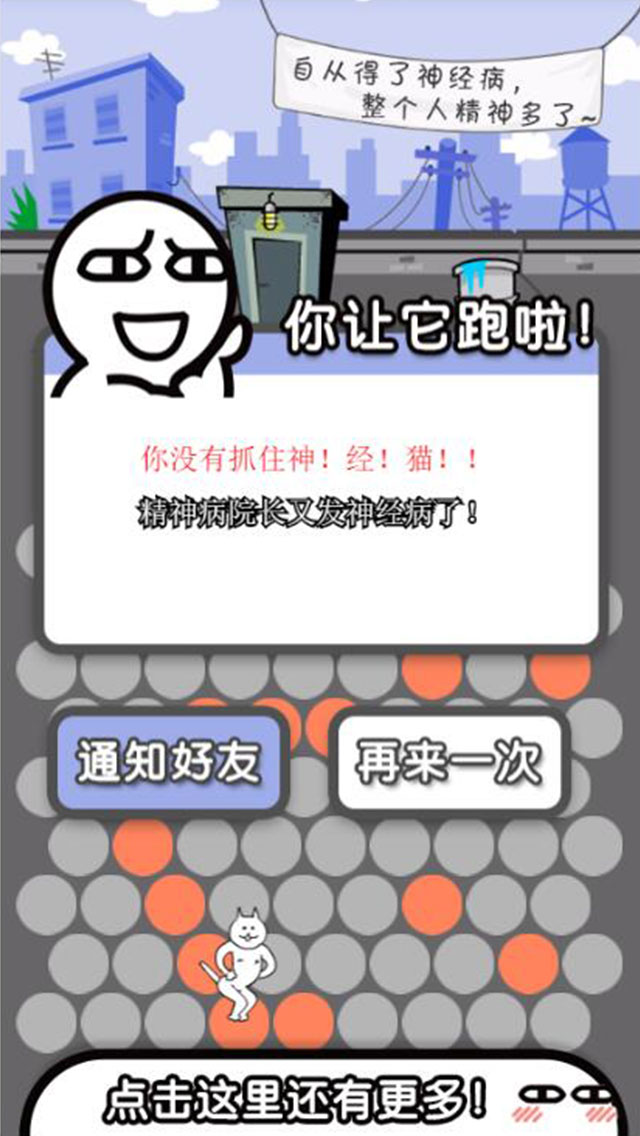 自从得了神经病，
整个人精神多了~
你让它跑啦！
你没有抓住神！经！猫！！
精神病院长又发神经病了！
通知好友
再来一次
点击这里还有更多！